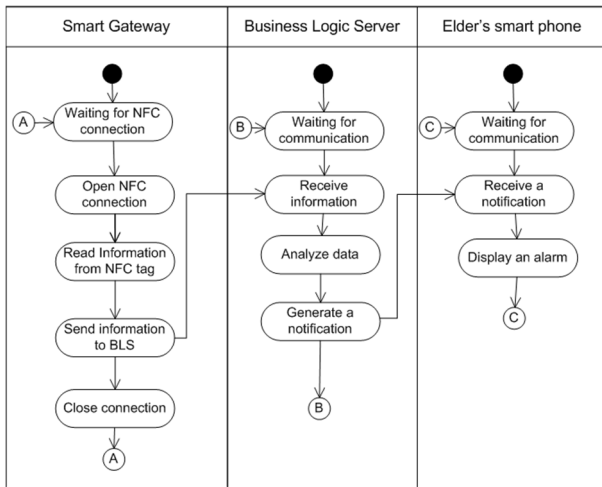 Smart Gateway
Business Logic Server
Elder's smart phone
A
Waiting for NFC
connection
Open NFC
connection
Read Information
from NFC tag
Send information
to BLS
Close connection
A
B
Waiting for
communication
Receive
information
Analyze data
Generate a
notification
B
C
Waiting for
communication
Receive a
notification
Display an alarm
C